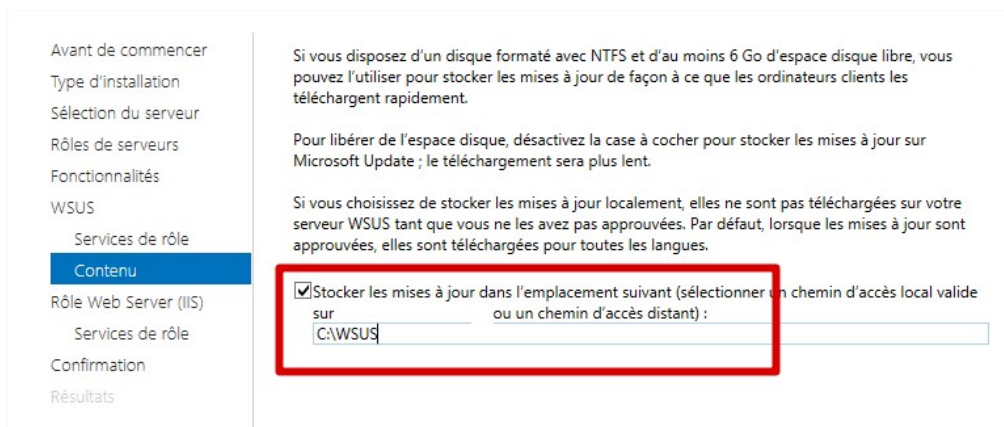 Avant de commencer
Type d'installation
Sélection du serveur
Rôles de serveurs
Fonctionnalités
WSUS
Services de rôle
Contenu
Rôle Web Server (IIS)
Services de rôle
Confirmation
Résultats
Si vous disposez d'un disque formaté avec NTFS et d'au moins 6 Go d'espace disque libre, vous
pouvez l'utiliser pour stocker les mises à jour de façon à ce que les ordinateurs clients les
téléchargent rapidement.
Pour libérer de l'espace disque, désactivez la case à cocher pour stocker les mises à jour sur
Microsoft Update ; le téléchargement sera plus lent.
Si vous choisissez de stocker les mises à jour localement, elles ne sont pas téléchargées sur votre
serveur WSUS tant que vous ne les avez pas approuvées. Par défaut, lorsque les mises à jour sont
approuvées, elles sont téléchargées pour toutes les langues.
Stocker les mises à jour dans l'emplacement suivant (sélectionner un chemin d'accès local valide
sur ou un chemin d'accès distant) :
C:\WSUS